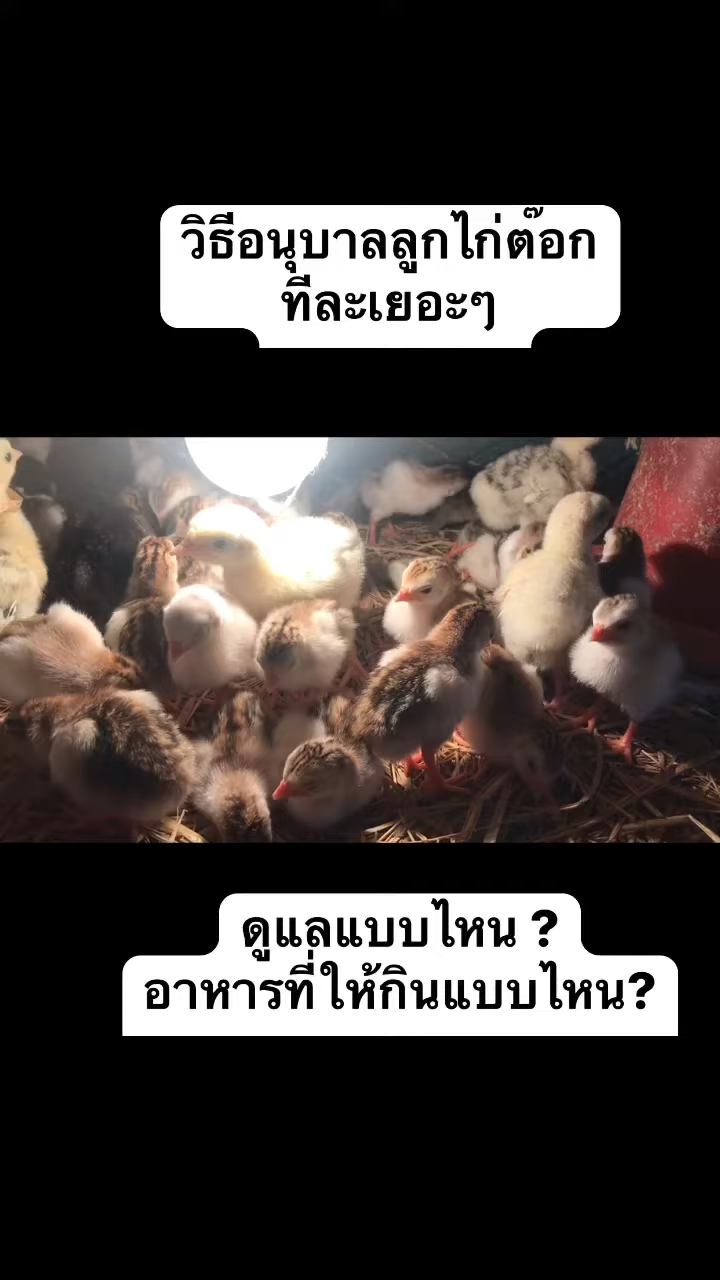 วิธีอนุบาลลูกไก่ต๊อก
ทีละเยอะๆ
ดูแลแบบไหน ?
อาหารที่ให้กินแบบไหน?